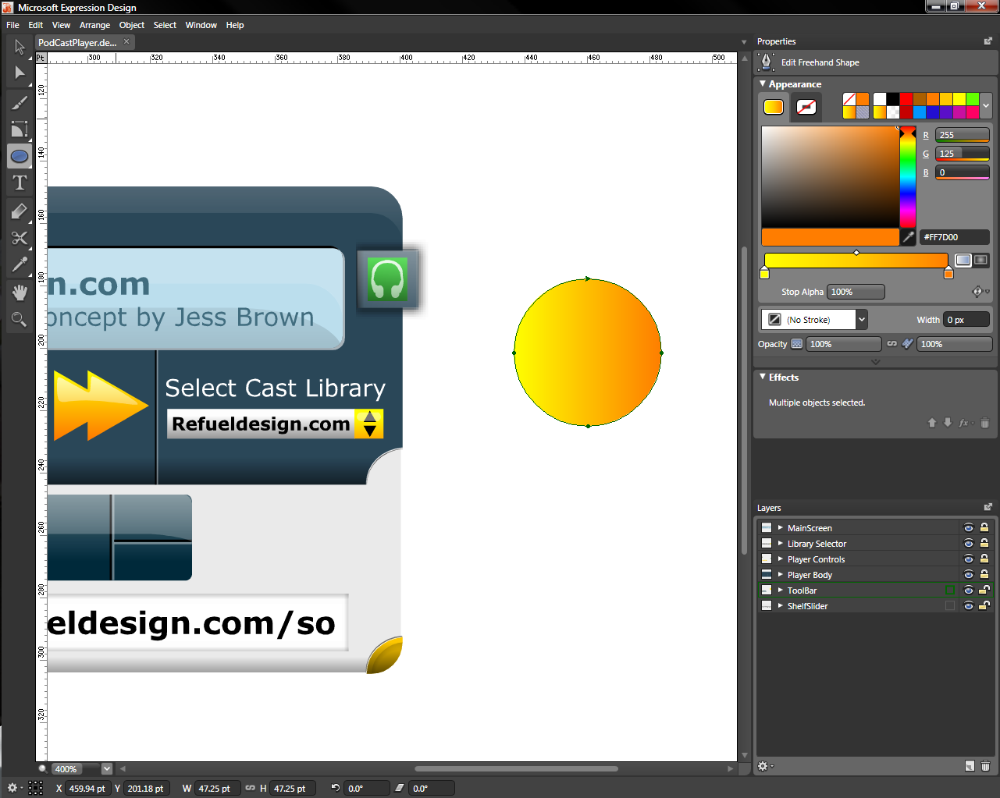 Microsoft Expression Design
File Edit View Arrange Object Select Window Help
PodCastPlayer.de...
Pt 300 320 340 360 380 400 420 440 460 480 500
120
140
160
180
200
220
240
260
280
300
320
n.com
oncept by Jess Brown
Select Cast Library
Refueldesign.com
eldesign.com/so
400%
X 459.94 pt Y 201.18 pt W 47.25 pt H 47.25 pt 0.0° 0.0°
Properties
Edit Freehand Shape
Appearance
R 255
G 125
B 0
#FF7D00
Stop Alpha 100%
(No Stroke) Width 0 px
Opacity 100% 100%
Effects
Multiple objects selected.
fx
Layers
MainScreen
Library Selector
Player Controls
Player Body
ToolBar
ShelfSlider